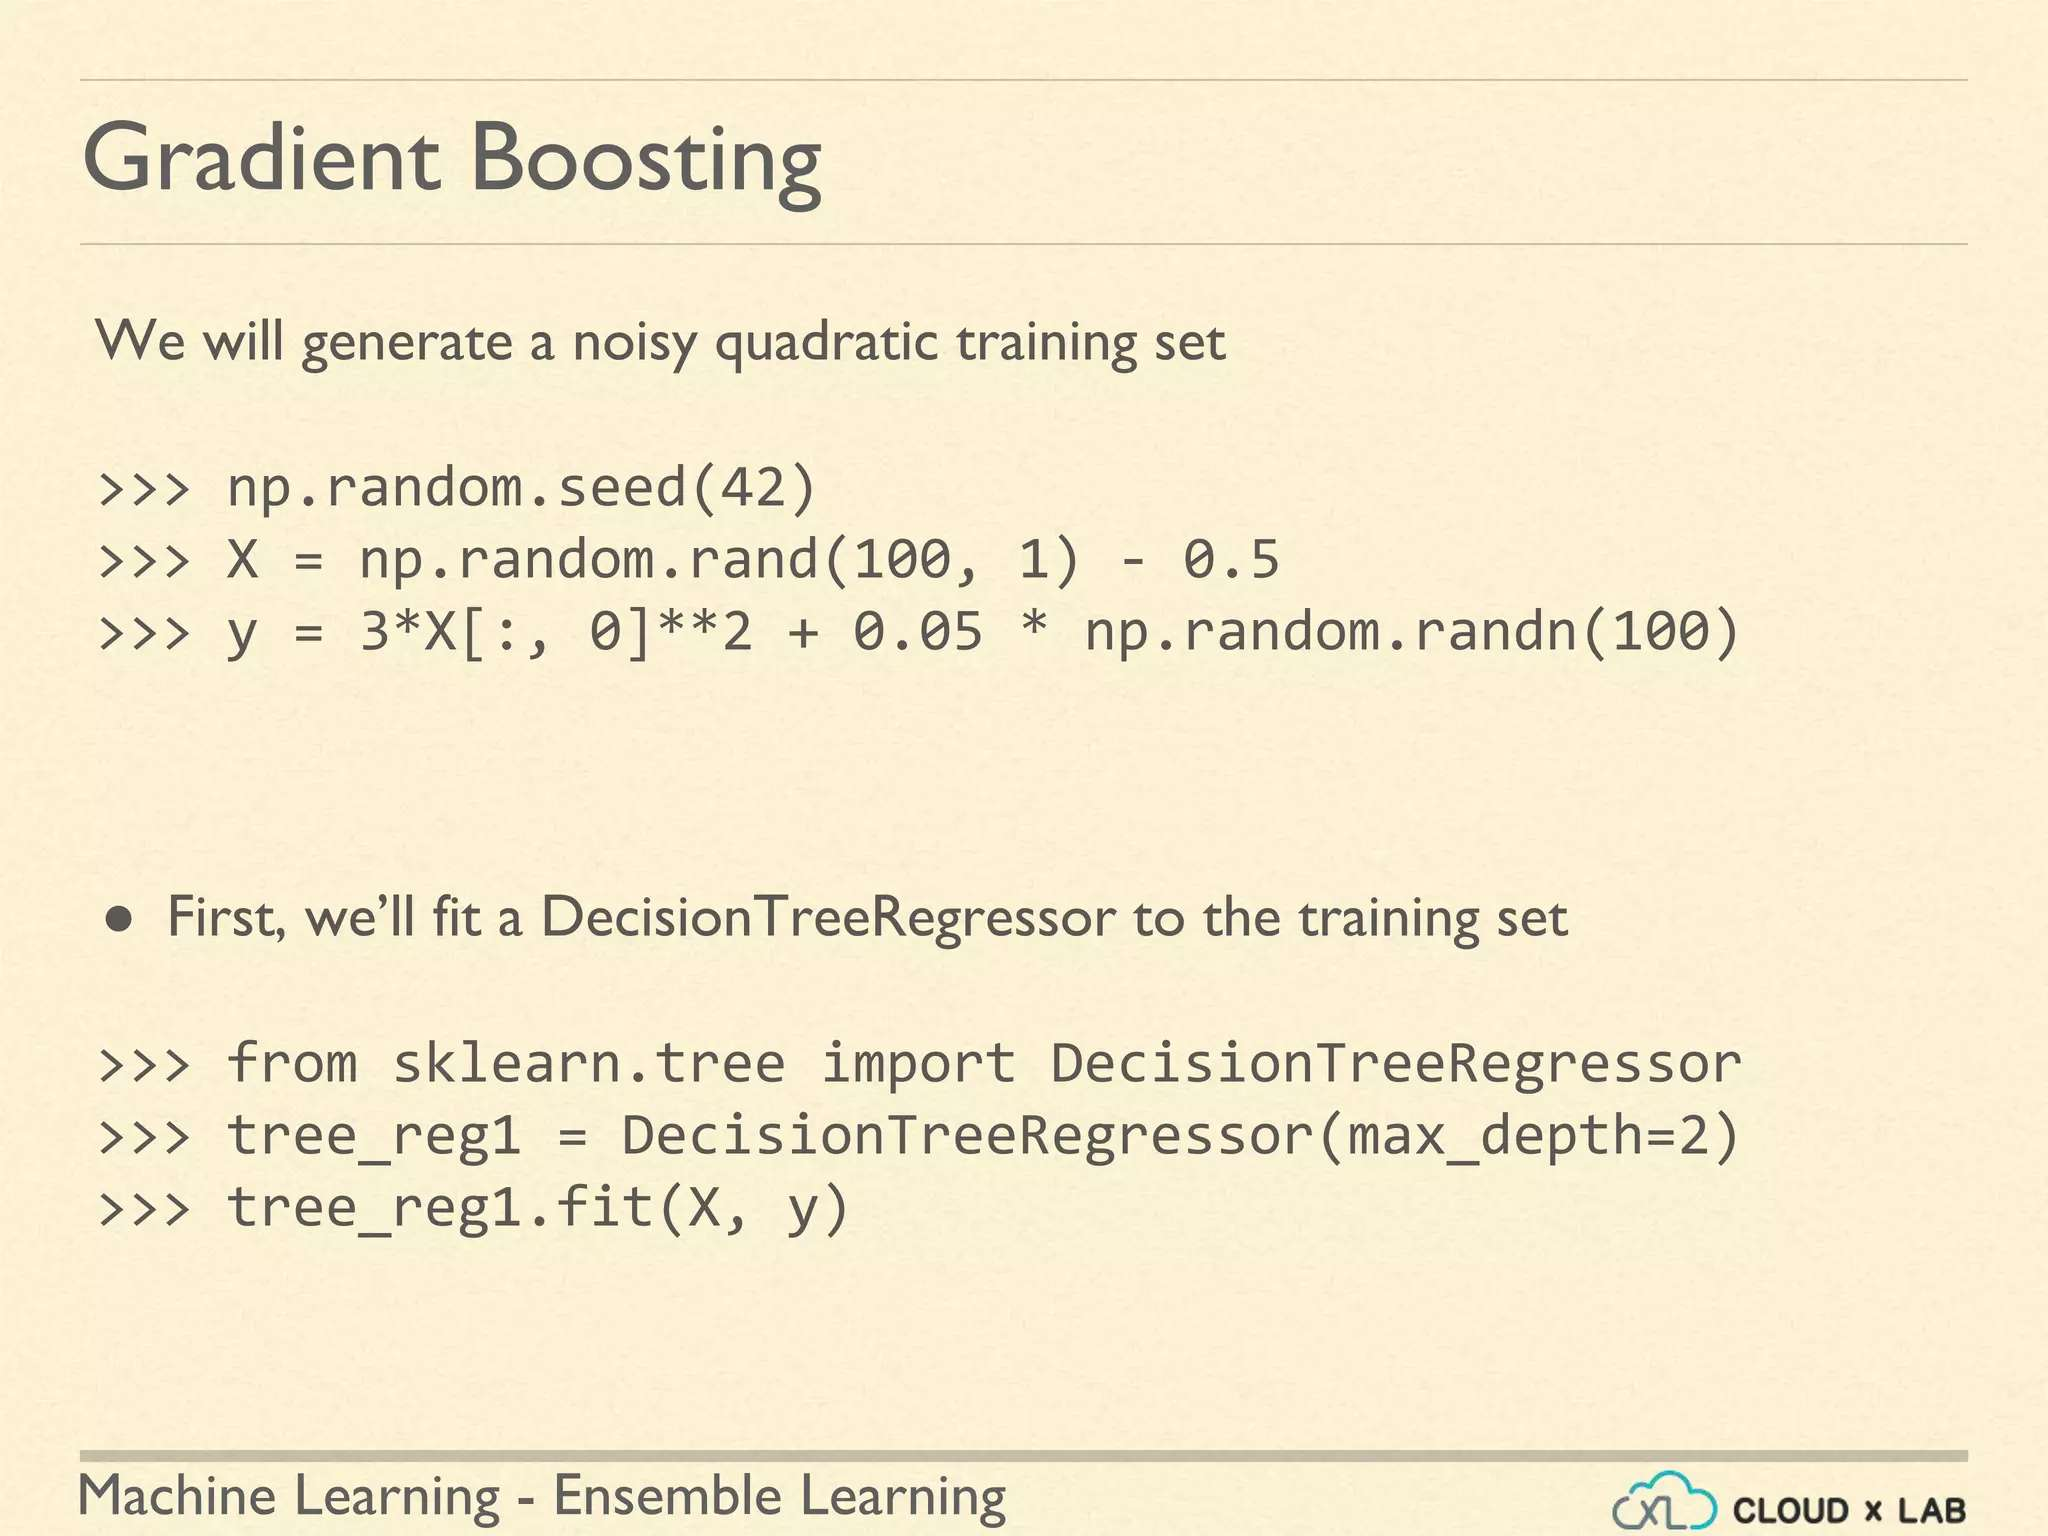 Gradient Boosting
We will generate a noisy quadratic training set
>>> np.random.seed(42)
>>> X = np.random.rand(100, 1) - 0.5
>>> y = 3*X[:, 0]**2 + 0.05 * np.random.randn(100)
● First, we’ll fit a DecisionTreeRegressor to the training set
>>> from sklearn.tree import DecisionTreeRegressor
>>> tree_reg1 = DecisionTreeRegressor(max_depth=2)
>>> tree_reg1.fit(X, y)
Machine Learning - Ensemble Learning
CXL CLOUD x LAB